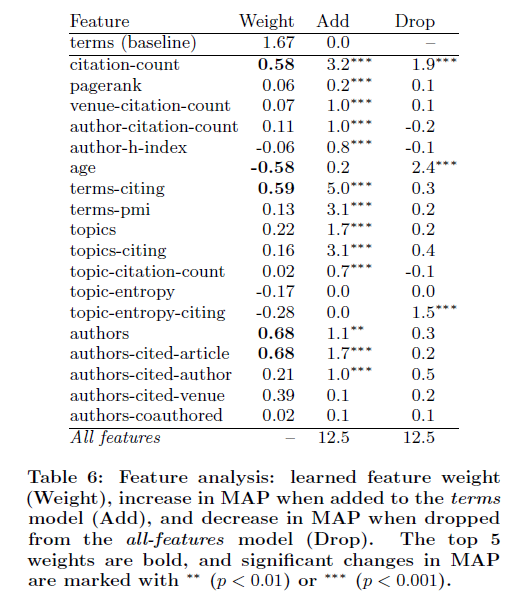 Feature Weight Add Drop
terms (baseline) 1.67 0.0 –
citation-count 0.58 3.2*** 1.9***
pagerank 0.06 0.2*** 0.1
venue-citation-count 0.07 1.0*** 0.1
author-citation-count 0.11 1.0*** -0.2
author-h-index -0.06 0.8*** -0.1
age -0.58 0.2 2.4***
terms-citing 0.59 5.0*** 0.3
terms-pmi 0.13 3.1*** 0.2
topics 0.22 1.7*** 0.2
topics-citing 0.16 3.1*** 0.4
topic-citation-count 0.02 0.7*** -0.1
topic-entropy -0.17 0.0 0.0
topic-entropy-citing -0.28 0.0 1.5***
authors 0.68 1.1** 0.3
authors-cited-article 0.68 1.7*** 0.2
authors-cited-author 0.21 1.0*** 0.5
authors-cited-venue 0.39 0.1 0.2
authors-coauthored 0.02 0.1 0.1
All features – 12.5 12.5
Table 6: Feature analysis: learned feature weight
(Weight), increase in MAP when added to the terms
model (Add), and decrease in MAP when dropped
from the all-features model (Drop). The top 5
weights are bold, and significant changes in MAP
are marked with ** (p < 0.01) or *** (p < 0.001).